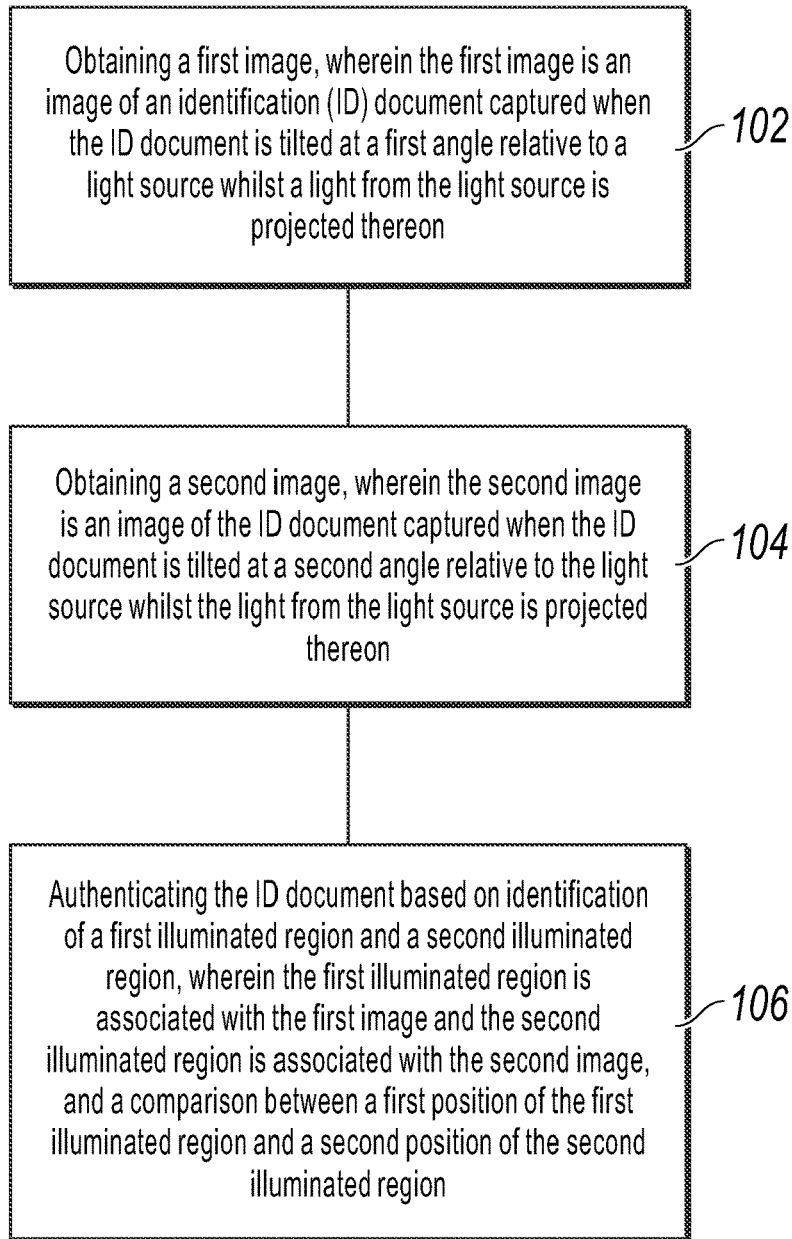 Obtaining a first image, wherein the first image is an
image of an identification (ID) document captured when
the ID document is tilted at a first angle relative to a
light source whilst a light from the light source is
projected thereon
102
Obtaining a second image, wherein the second image
is an image of the ID document captured when the ID
document is tilted at a second angle relative to the light
source whilst the light from the light source is projected
thereon
104
Authenticating the ID document based on identification
of a first illuminated region and a second illuminated
region, wherein the first illuminated region is
associated with the first image and the second
illuminated region is associated with the second image,
and a comparison between a first position of the first
illuminated region and a second position of the second
illuminated region
106